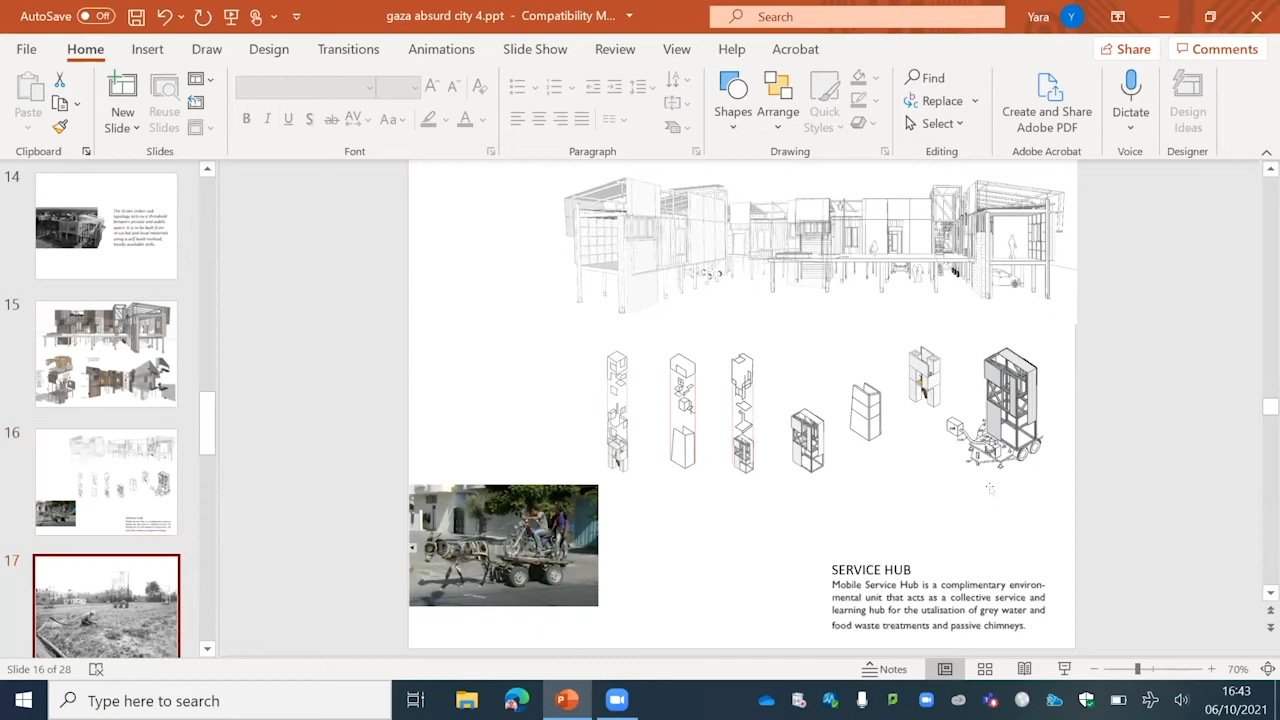 AutoSave Off
gaza absurd city 4.ppt - Compatibility M...
Search
Yara Y
File Home Insert Draw Design Transitions Animations Slide Show Review View Help Acrobat
Share Comments
Paste
New
Slide
Reuse
Slides
B
Aa
A
Shapes
Arrange
Quick
Styles
Find
Replace
Select
Create and Share
Adobe PDF
Dictate
Design
Ideas
Clipboard Slides Font Paragraph Drawing Editing Adobe Acrobat Voice Designer
14
15
16
17
SERVICE HUB
Mobile Service Hub is a complimentary environ-
mental unit that acts as a collective service and
learning hub for the utalisation of grey water and
food waste treatments and passive chimneys.
Slide 16 of 28
Notes
70%
Type here to search
16:43
06/10/2021